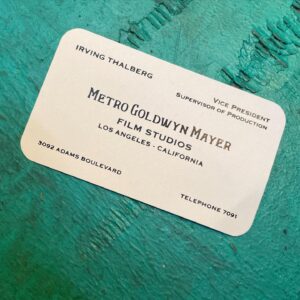 IRVING THALBERG
VICE PRESIDENT
SUPERVISOR OF PRODUCTION
METRO GOLDWYN MAYER
FILM STUDIOS
LOS ANGELES - CALIFORNIA
3092 ADAMS BOULEVARD
TELEPHONE 7091